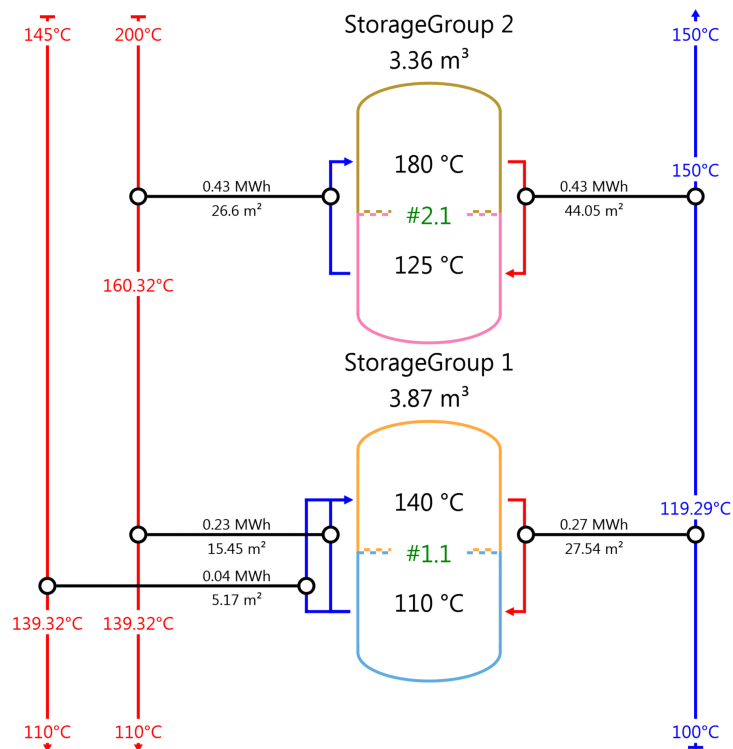 145°C
200°C
StorageGroup 2
3.36 m³
150°C
180 °C
150°C
0.43 MWh
26.6 m²
#2.1
0.43 MWh
44.05 m²
125 °C
160.32°C
StorageGroup 1
3.87 m³
140 °C
119.29°C
0.23 MWh
15.45 m²
#1.1
0.27 MWh
27.54 m²
0.04 MWh
5.17 m²
110 °C
139.32°C
139.32°C
110°C
110°C
100°C